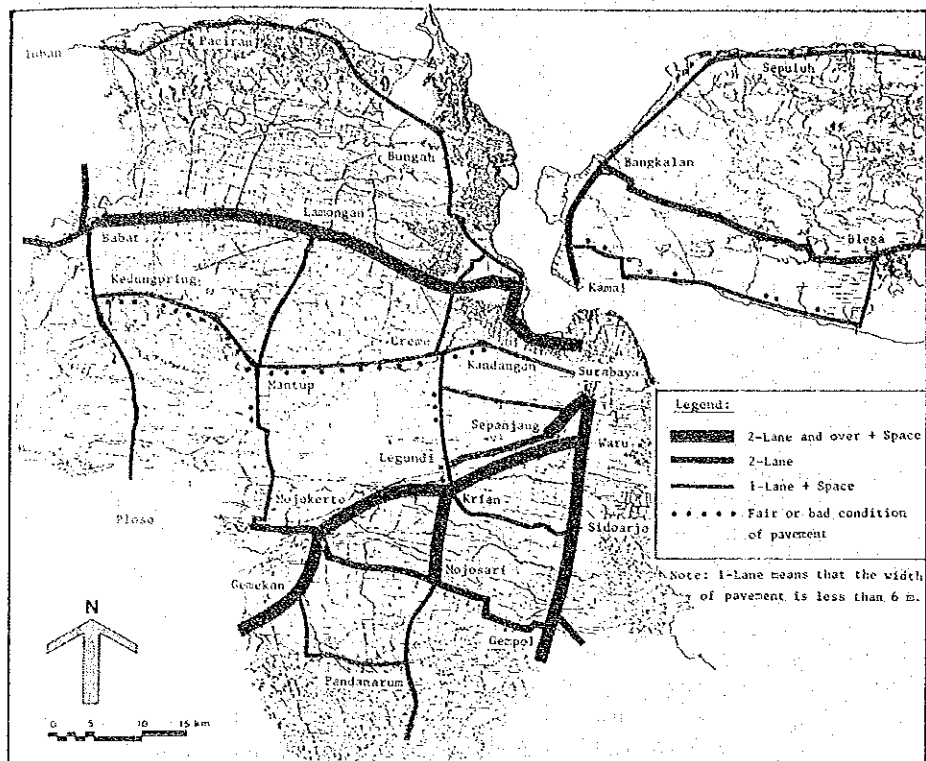 Tuban
Paciran
Sepuluh
Bungah
Bangkalan
Lamongan
Babat
Blega
Kedungpring
Kamal
Creme
Kandangan
Mantup
Surabaya
Legend:
2-Lane and over + Space
2-Lane
1-Lane + Space
Fair or bad condition
of pavement
Sepanjang
Waru
Legundi
Mojokerto
Krian
Ploso
Sidoarjo
Mojosari
Gemekan
Note: 1-Lane means that the width
of pavement is less than 6 m.
N
Gempol
Pandanarum
0 5 10 15 km